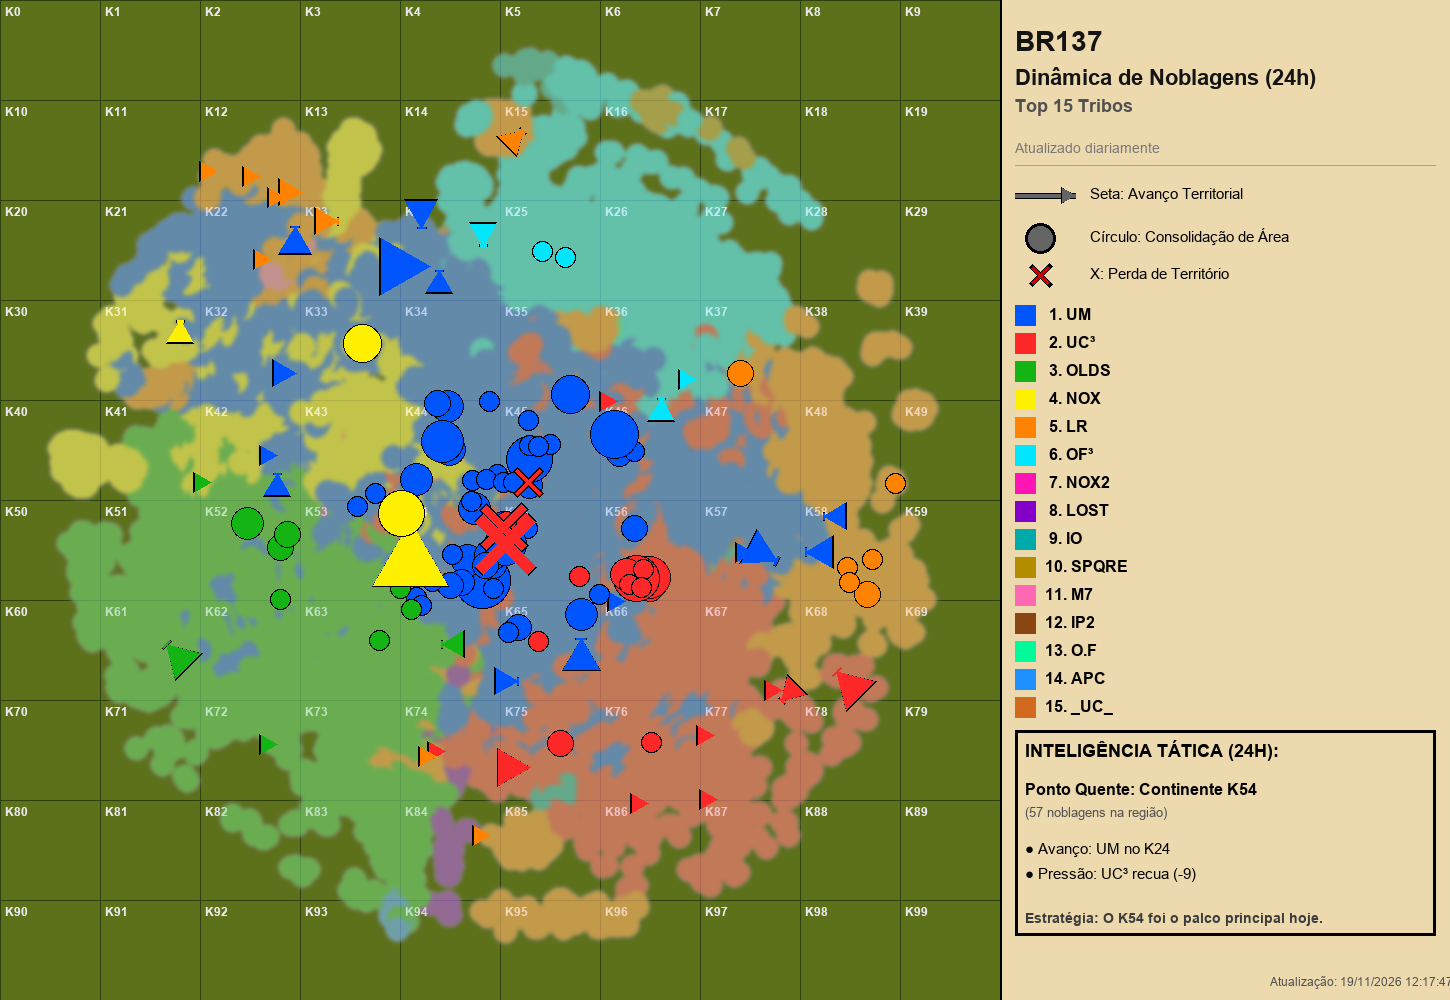 K0 K1 K2 K3 K4 K5 K6 K7 K8 K9
K10 K11 K12 K13 K14 K15 K16 K17 K18 K19
K20 K21 K22 K23 K25 K26 K27 K28 K29
K30 K31 K32 K33 K34 K35 K36 K37 K38 K39
K40 K41 K42 K43 K44 K45 K46 K47 K48 K49
K50 K51 K52 K53 K56 K57 K58 K59
K60 K61 K62 K63 K65 K66 K67 K68 K69
K70 K71 K72 K73 K74 K75 K76 K77 K78 K79
K80 K81 K82 K83 K84 K85 K86 K87 K88 K89
K90 K91 K92 K93 K94 K95 K96 K97 K98 K99
BR137
Dinâmica de Noblagens (24h)
Top 15 Tribos
Atualizado diariamente
Seta: Avanço Territorial
Círculo: Consolidação de Área
X: Perda de Território
1. UM
2. UC³
3. OLDS
4. NOX
5. LR
6. OF³
7. NOX2
8. LOST
9. IO
10. SPQRE
11. M7
12. IP2
13. O.F
14. APC
15. _UC_
INTELIGÊNCIA TÁTICA (24H):
Ponto Quente: Continente K54
(57 noblagens na região)
● Avanço: UM no K24
● Pressão: UC³ recua (-9)
Estratégia: O K54 foi o palco principal hoje.
Atualização: 19/11/2026 12:17:47